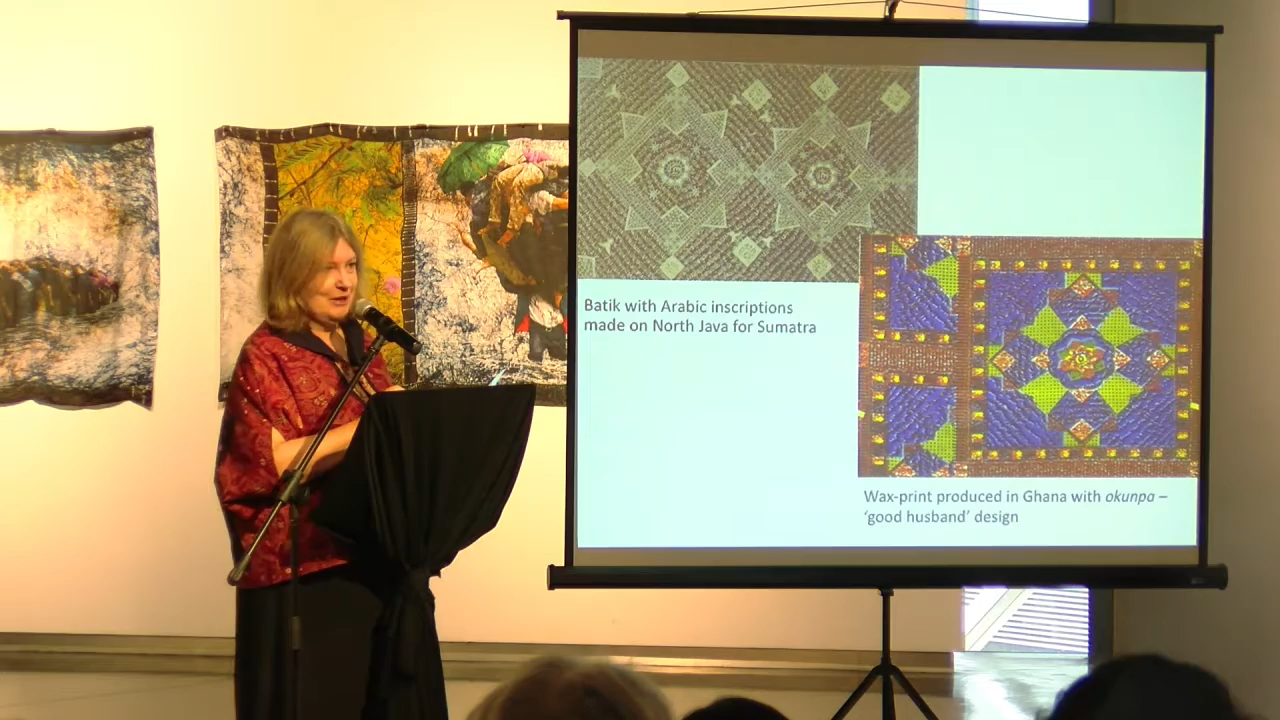 Batik with Arabic inscriptions
made on North Java for Sumatra
Wax-print produced in Ghana with okunpa –
‘good husband’ design